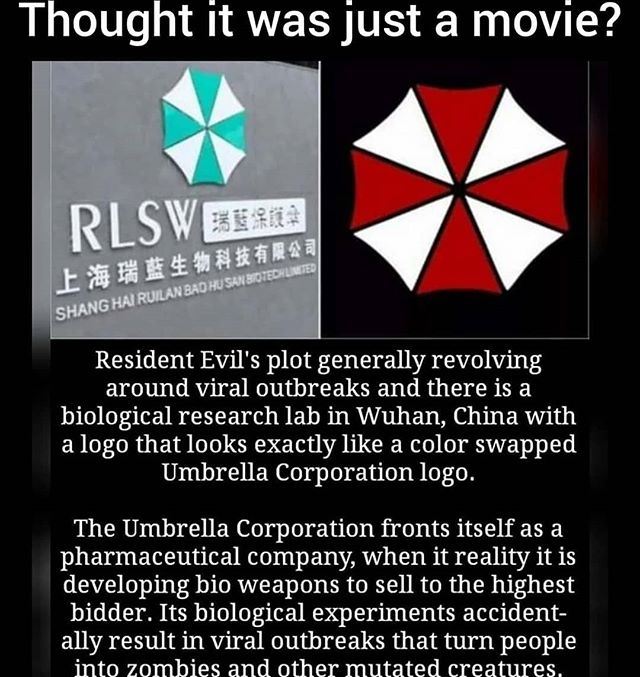 Thought it was just a movie?
RLSW 瑞藍保護傘
上海瑞藍生物科技有限公司
SHANG HAI RUILAN BAO HU SAN BIOTECH LIMITED
Resident Evil's plot generally revolving
around viral outbreaks and there is a
biological research lab in Wuhan, China with
a logo that looks exactly like a color swapped
Umbrella Corporation logo.
The Umbrella Corporation fronts itself as a
pharmaceutical company, when it reality it is
developing bio weapons to sell to the highest
bidder. Its biological experiments accident-
ally result in viral outbreaks that turn people
into zombies and other mutated creatures.